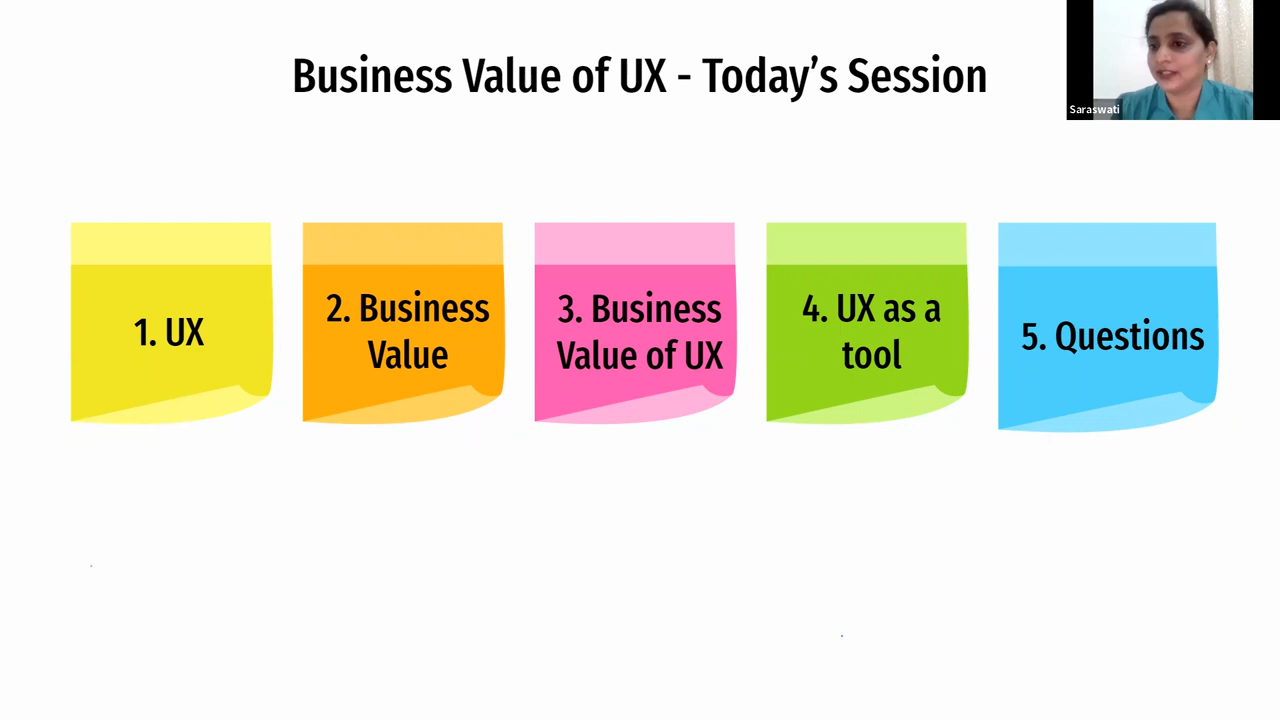 Business Value of UX - Today's Session
Saraswati
1. UX
2. Business
Value
3. Business
Value of UX
4. UX as a
tool
5. Questions